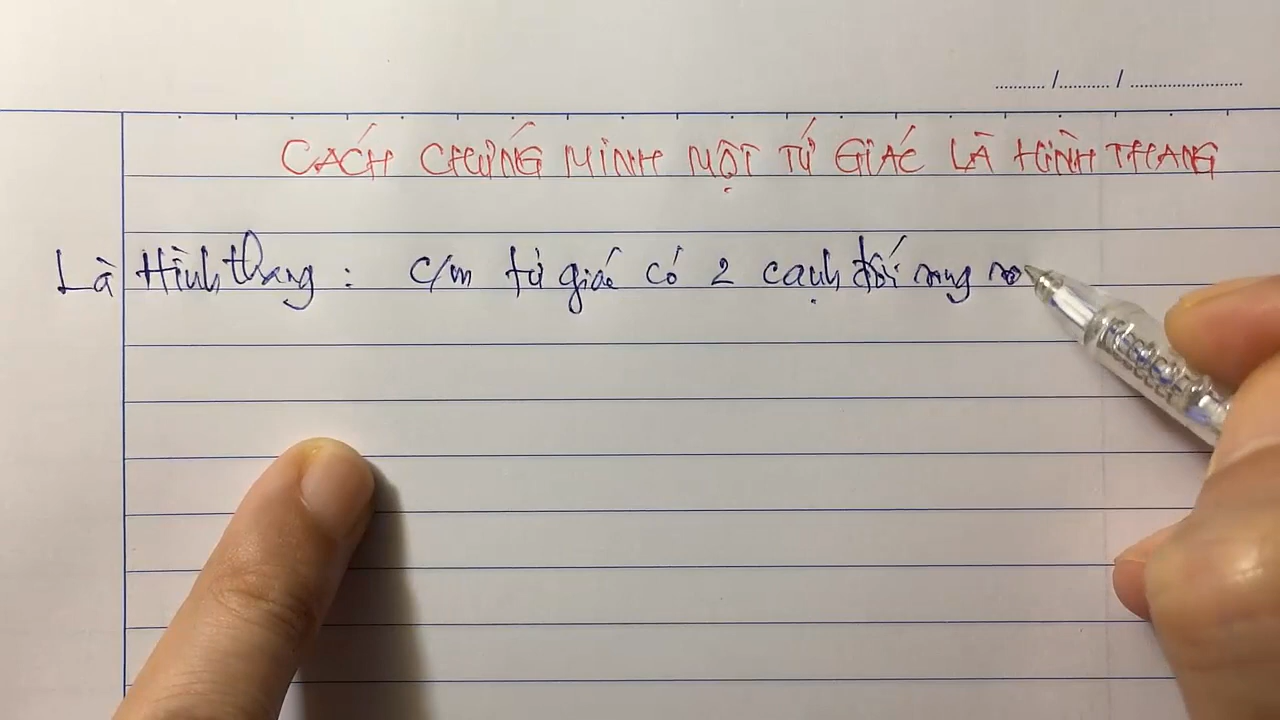 CÁCH CHỨNG MINH MỘT TỨ GIÁC LÀ HÌNH THANG
Là Hình thang : c/m tứ giác có 2 cạnh đối song so